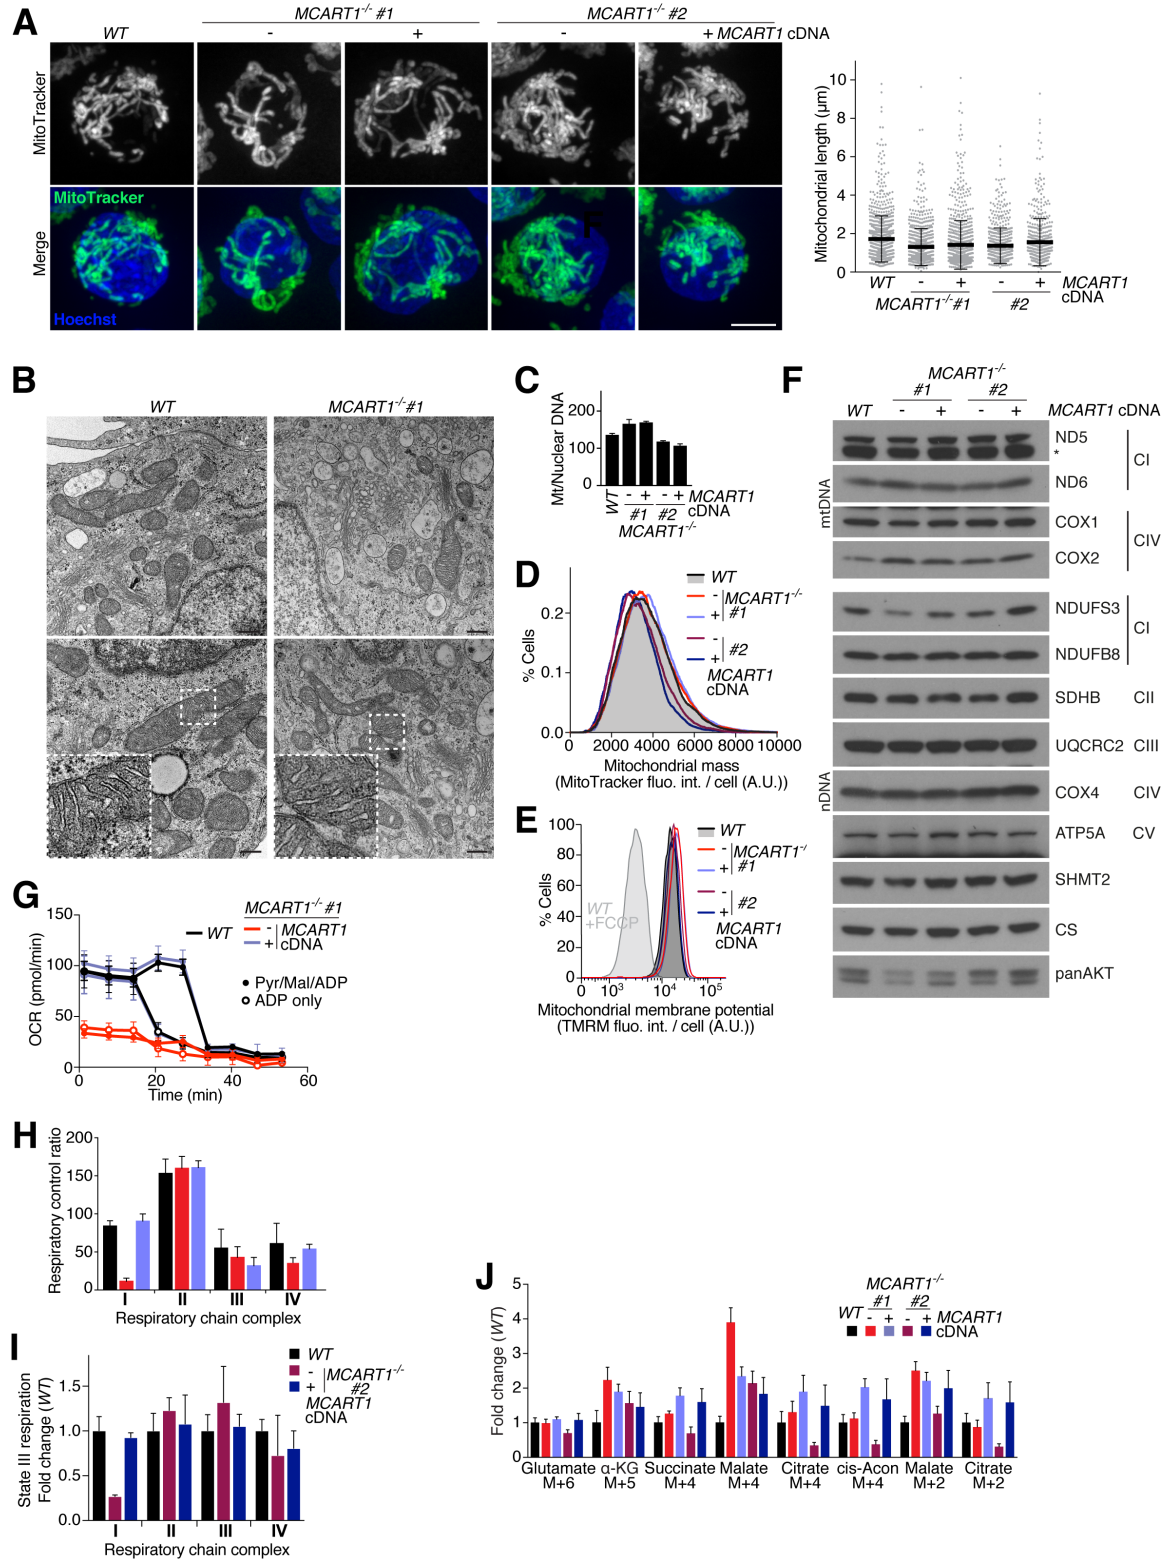 A
MCART1-/- #1
MCART1-/- #2
WT
-
+
-
+ MCART1 cDNA
MitoTracker
MitoTracker
Merge
Hoechst
F
Mitochondrial length (μm)
10
8
6
4
2
0
WT - + - + MCART1
cDNA
MCART1-/- #1 #2
B
WT
MCART1-/- #1
C
Mt/Nuclear DNA
200
100
0
WT - + - + MCART1
cDNA
#1 #2
MCART1-/-
D
% Cells
0.2
0.1
0.0
0 2000 4000 6000 8000 10000
Mitochondrial mass
(MitoTracker fluo. int. / cell (A.U.))
WT
- MCART1-/-
+ #1
- #2
+
MCART1
cDNA
E
% Cells
100
80
60
40
20
0
0 10³ 10⁴ 10⁵
Mitochondrial membrane potential
(TMRM fluo. int. / cell (A.U.))
WT
+FCCP
WT
- MCART1-/
+ #1
- #2
+
MCART1
cDNA
F
MCART1-/-
#1 #2
WT - + - + MCART1 cDNA
mtDNA
ND5
*
CI
ND6
COX1
CIV
COX2
nDNA
NDUFS3
CI
NDUFB8
SDHB CII
UQCRC2 CIII
COX4 CIV
ATP5A CV
SHMT2
CS
panAKT
G
OCR (pmol/min)
150
100
50
0
0 20 40 60
Time (min)
MCART1-/- #1
WT
- MCART1
+ cDNA
Pyr/Mal/ADP
ADP only
H
Respiratory control ratio
200
150
100
50
0
I II III IV
Respiratory chain complex
I
State III respiration
Fold change (WT)
1.5
1.0
0.5
0.0
I II III IV
Respiratory chain complex
WT
- MCART1-/-
+ #2
MCART1
cDNA
J
Fold change (WT)
5
4
3
2
1
0
MCART1-/-
WT #1 #2
- + - + MCART1
cDNA
Glutamate α-KG Succinate Malate Citrate cis-Acon Malate Citrate
M+6 M+5 M+4 M+4 M+4 M+4 M+2 M+2